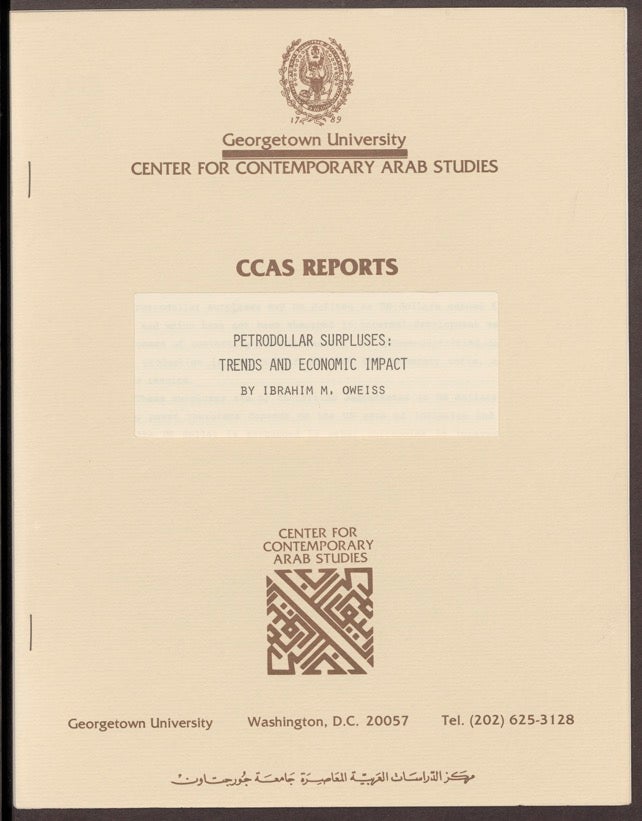 17 89
Georgetown University
CENTER FOR CONTEMPORARY ARAB STUDIES
CCAS REPORTS
PETRODOLLAR SURPLUSES:
TRENDS AND ECONOMIC IMPACT
BY IBRAHIM M. OWEISS
CENTER FOR
CONTEMPORARY
ARAB STUDIES
Georgetown University Washington, D.C. 20057 Tel. (202) 625-3128
مركز الدراسات العربية المعاصرة جامعة جورجتاون